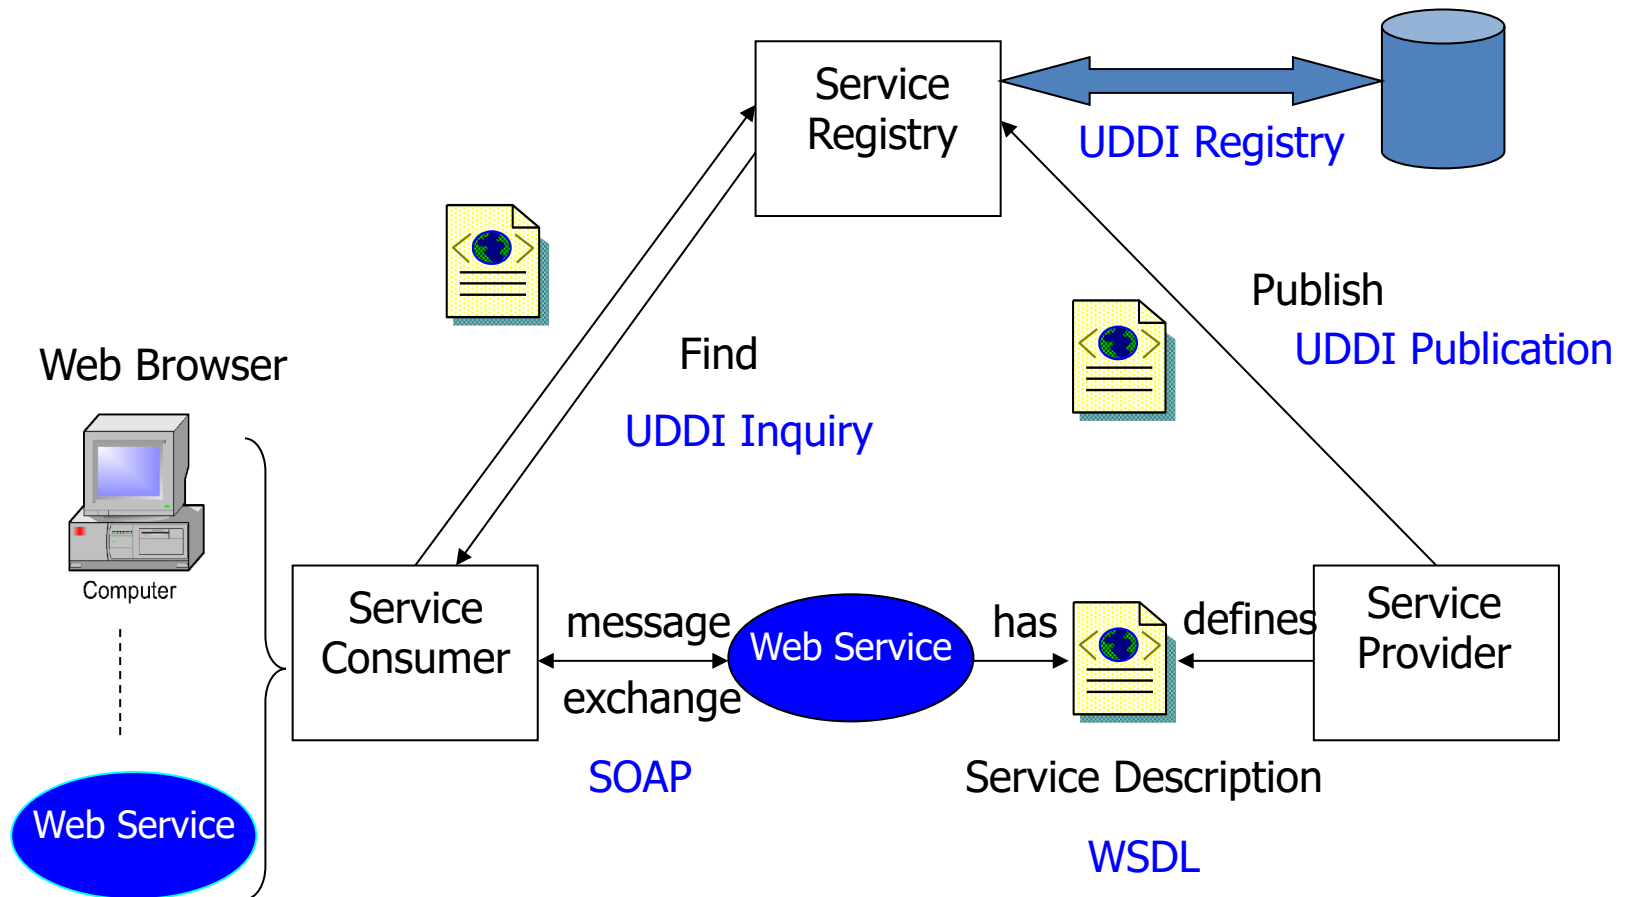 Service
Registry
UDDI Registry
Publish
UDDI Publication
Find
UDDI Inquiry
Web Browser
Computer
Service
Consumer
message
exchange
SOAP
Web Service
has
defines
Service
Provider
Service Description
WSDL
Web Service